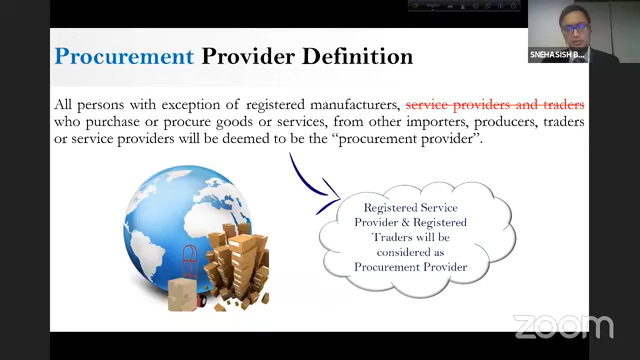 English
SNEHASISH B...
Procurement Provider Definition
All persons with exception of registered manufacturers, service providers and traders
who purchase or procure goods or services, from other importers, producers, traders
or service providers will be deemed to be the “procurement provider”.
Registered Service
Provider & Registered
Traders will be
considered as
Procurement Provider
zoom